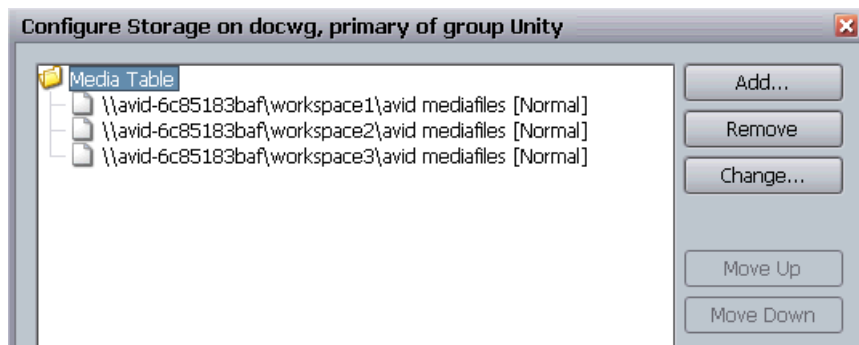 Configure Storage on docwg, primary of group Unity
Media Table
\\avid-6c85183baf\workspace1\avid mediafiles [Normal]
\\avid-6c85183baf\workspace2\avid mediafiles [Normal]
\\avid-6c85183baf\workspace3\avid mediafiles [Normal]
Add...
Remove
Change...
Move Up
Move Down